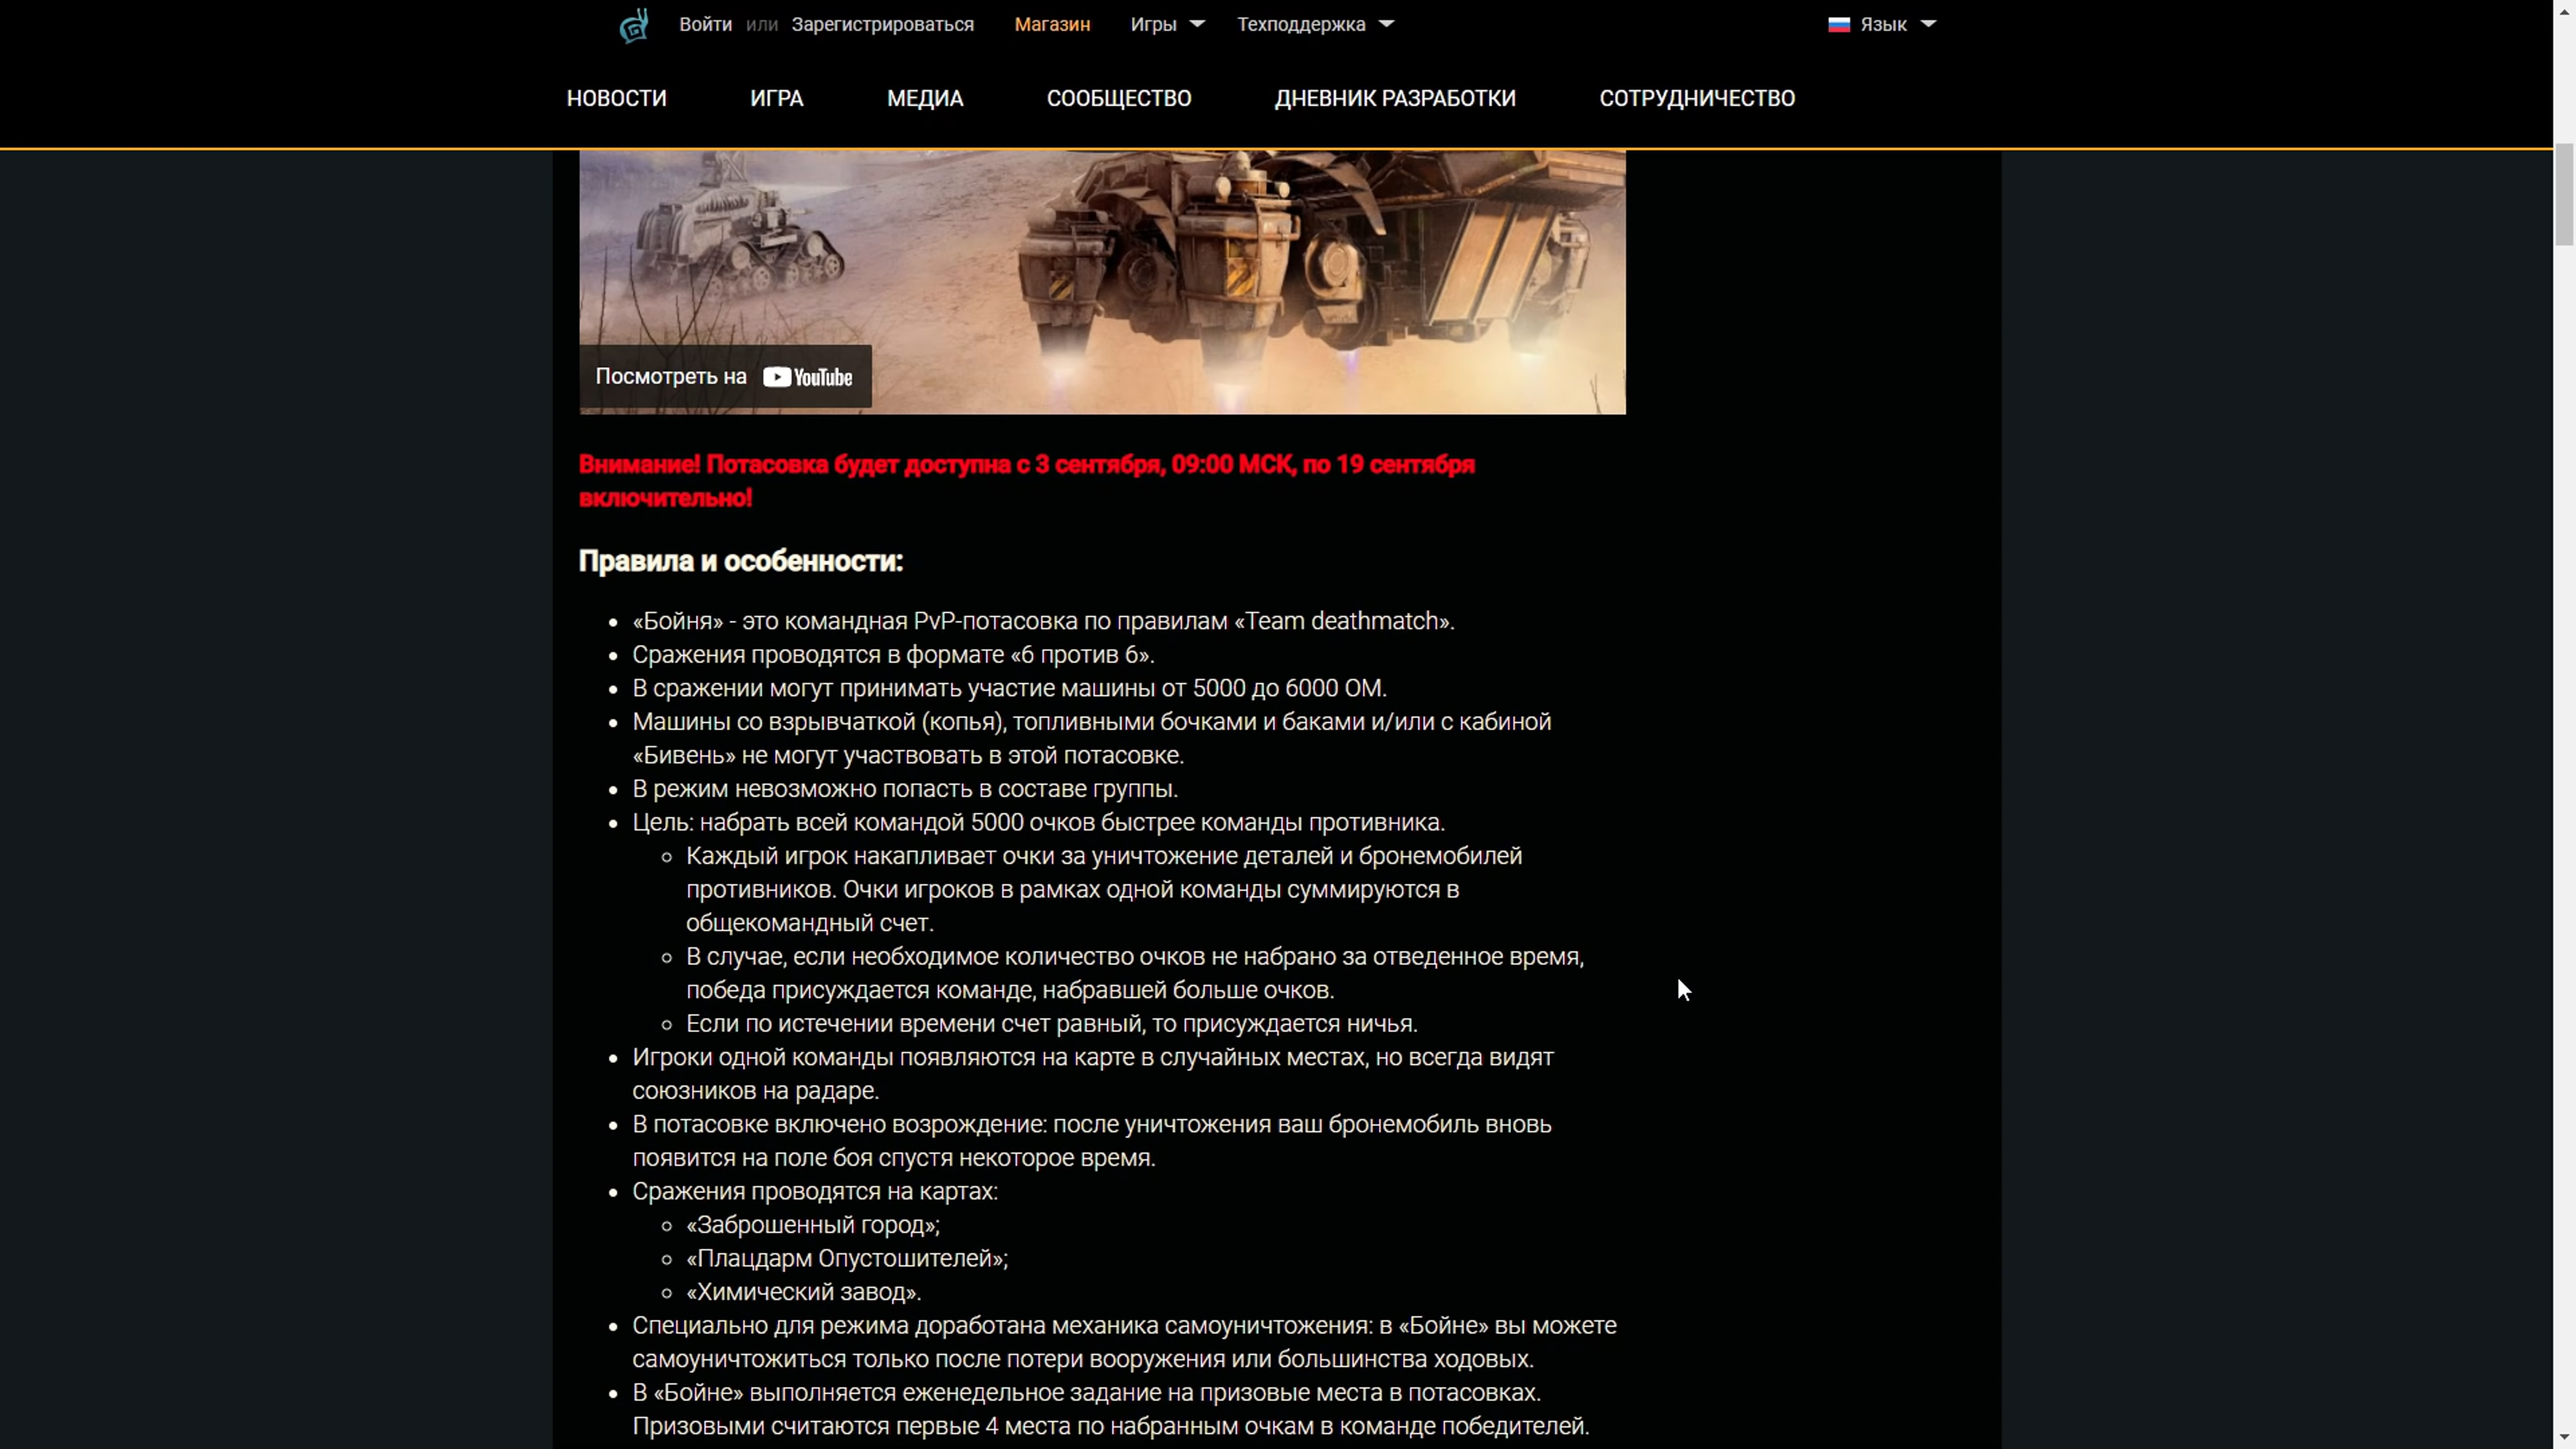 Войти или Зарегистрироваться Магазин Игры Техподдержка Язык
НОВОСТИ ИГРА МЕДИА СООБЩЕСТВО ДНЕВНИК РАЗРАБОТКИ СОТРУДНИЧЕСТВО
Посмотреть на YouTube
Внимание! Потасовка будет доступна с 3 сентября, 09:00 МСК, по 19 сентября
включительно!
Правила и особенности:
«Бойня» - это командная PvP-потасовка по правилам «Team deathmatch».
Сражения проводятся в формате «6 против 6».
В сражении могут принимать участие машины от 5000 до 6000 ОМ.
Машины со взрывчаткой (копья), топливными бочками и баками и/или с кабиной
«Бивень» не могут участвовать в этой потасовке.
В режим невозможно попасть в составе группы.
Цель: набрать всей командой 5000 очков быстрее команды противника.
Каждый игрок накапливает очки за уничтожение деталей и бронемобилей
противников. Очки игроков в рамках одной команды суммируются в
общекомандный счет.
В случае, если необходимое количество очков не набрано за отведенное время,
победа присуждается команде, набравшей больше очков.
Если по истечении времени счет равный, то присуждается ничья.
Игроки одной команды появляются на карте в случайных местах, но всегда видят
союзников на радаре.
В потасовке включено возрождение: после уничтожения ваш бронемобиль вновь
появится на поле боя спустя некоторое время.
Сражения проводятся на картах:
«Заброшенный город»;
«Плацдарм Опустошителей»;
«Химический завод».
Специально для режима доработана механика самоуничтожения: в «Бойне» вы можете
самоуничтожиться только после потери вооружения или большинства ходовых.
В «Бойне» выполняется еженедельное задание на призовые места в потасовках.
Призовыми считаются первые 4 места по набранным очкам в команде победителей.